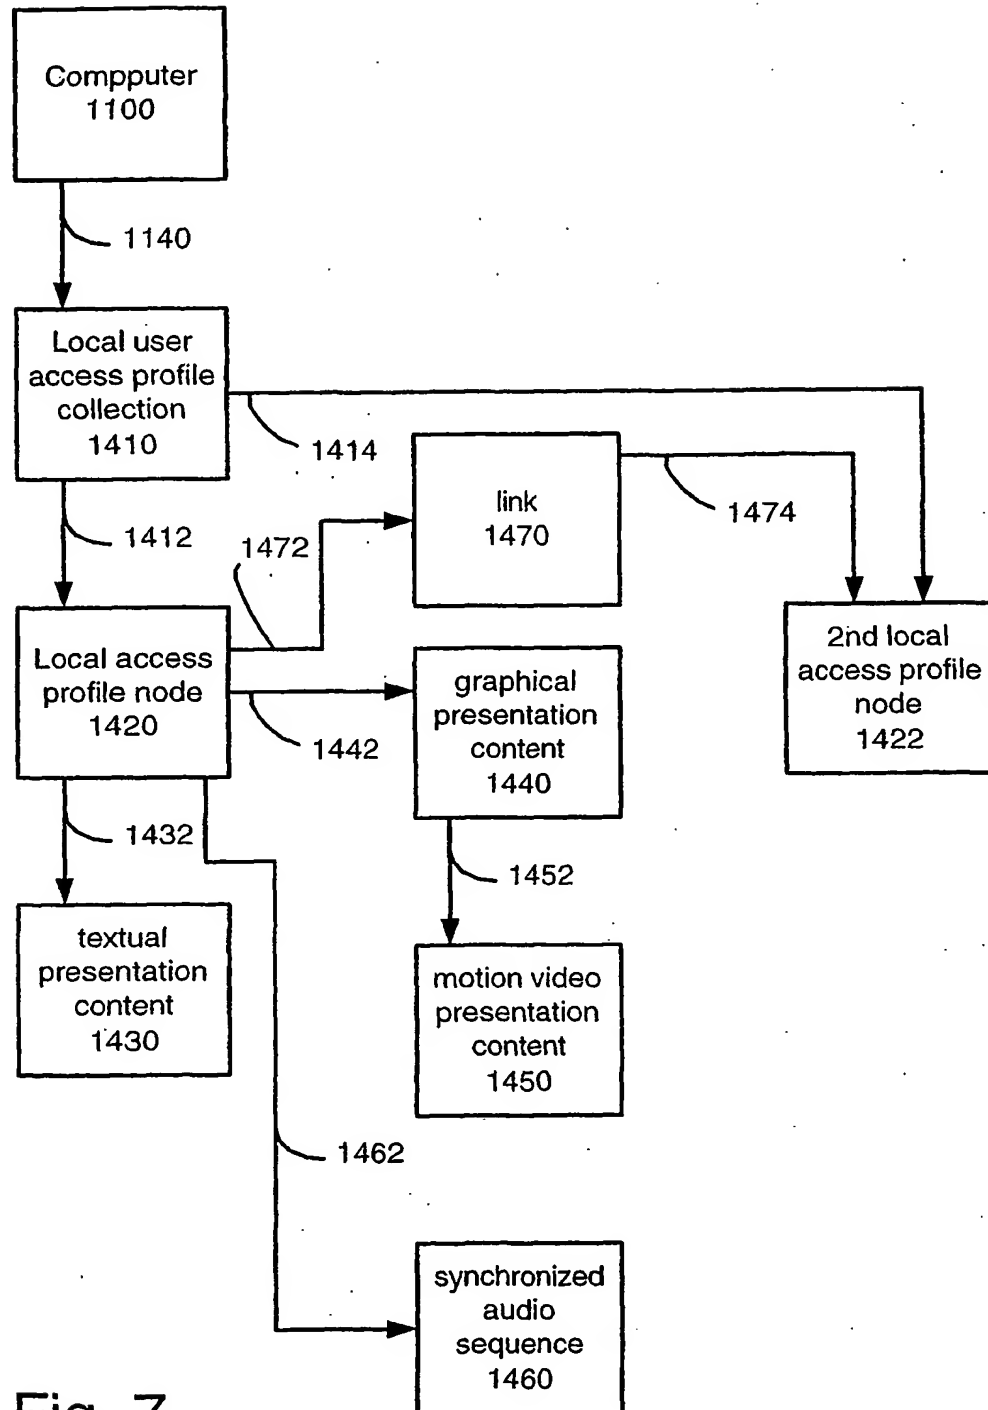 Compputer
1100
1140
Local user
access profile
collection
1410
1414
1412
link
1470
1474
1472
Local access
profile node
1420
2nd local
access profile
node
1422
graphical
presentation
content
1440
1442
1432
1452
textual
presentation
content
1430
motion video
presentation
content
1450
1462
synchronized
audio
sequence
1460
Fig. 7